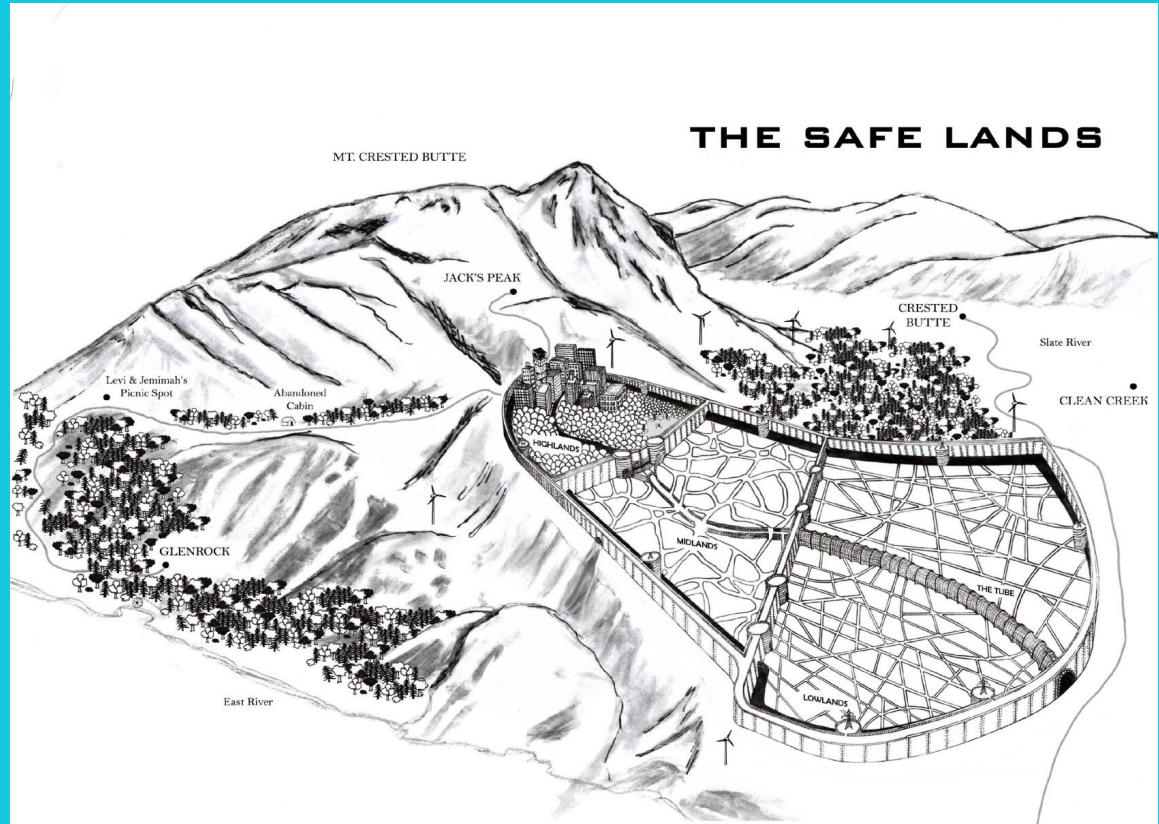 THE SAFE LANDS
MT. CRESTED BUTTE
JACK'S PEAK
CRESTED
BUTTE
Slate River
Levi & Jemimah's
Picnic Spot
Abandoned
Cabin
CLEAN CREEK
HIGHLANDS
MIDLANDS
GLENROCK
THE TUBE
East River
LOWLANDS